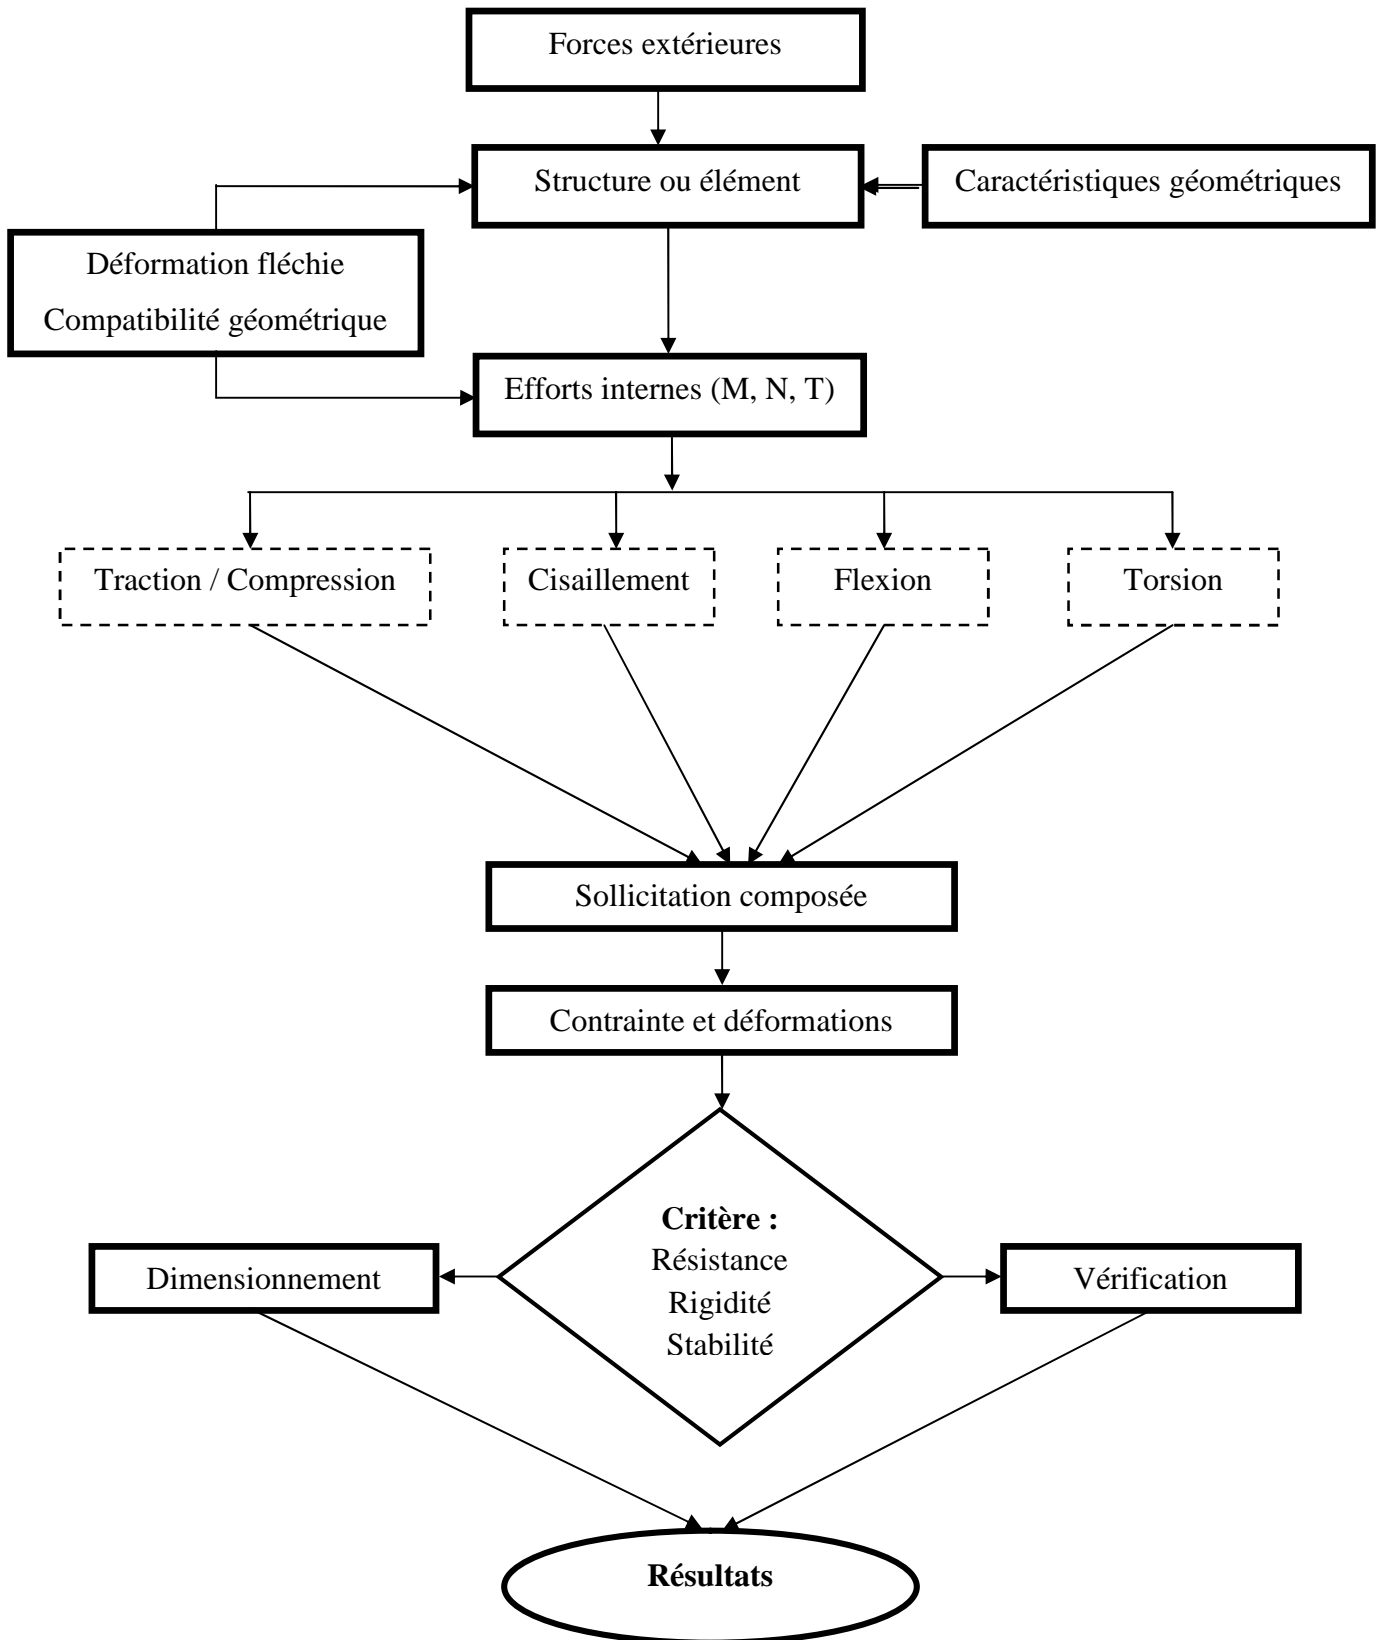 Forces extérieures
Structure ou élément
Caractéristiques géométriques
Déformation fléchie
Compatibilité géométrique
Efforts internes (M, N, T)
Traction / Compression
Cisaillement
Flexion
Torsion
Sollicitation composée
Contrainte et déformations
Critère :
Résistance
Rigidité
Stabilité
Dimensionnement
Vérification
Résultats